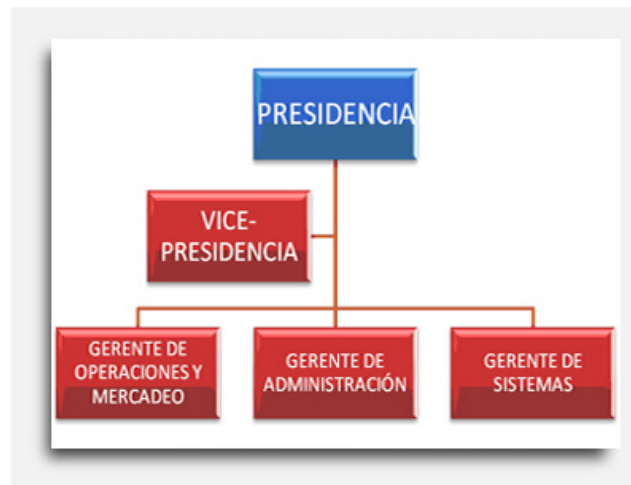 PRESIDENCIA
VICE-
PRESIDENCIA
GERENTE DE
OPERACIONES Y
MERCADEO
GERENTE DE
ADMINISTRACIÓN
GERENTE DE
SISTEMAS